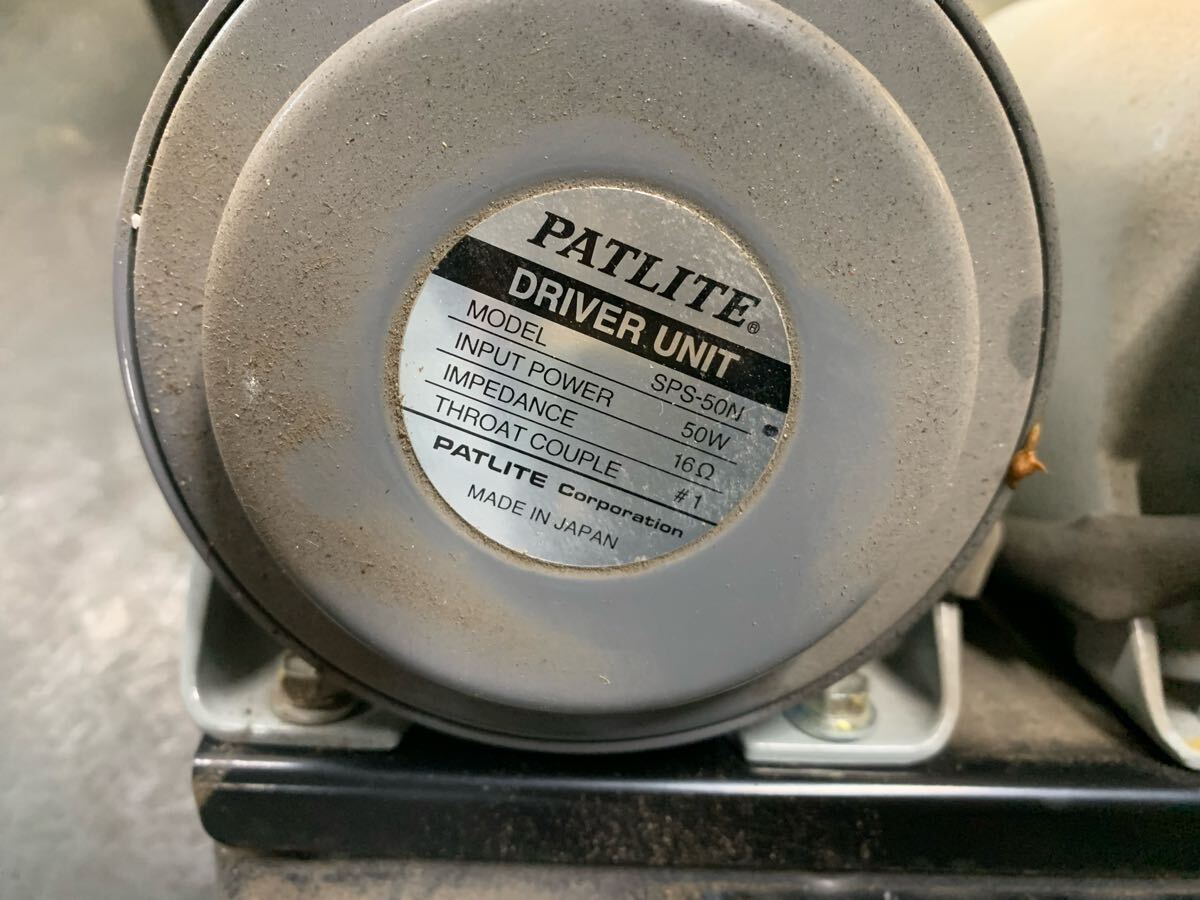 PATLITE®
DRIVER UNIT
MODEL SPS-50N
INPUT POWER 50W
IMPEDANCE 16Ω
THROAT COUPLE #1
PATLITE Corporation
MADE IN JAPAN